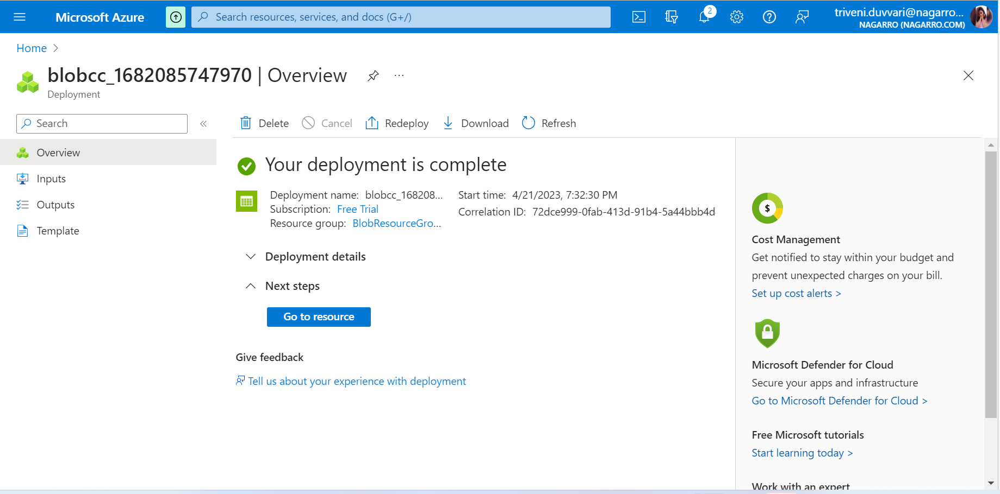 Microsoft Azure
Search resources, services, and docs (G+/)
2
triveni.duvvari@nagarro...
NAGARRO (NAGARRO.COM)
Home
blobcc_1682085747970 | Overview
...
Deployment
Search
«
Delete
Cancel
Redeploy
Download
Refresh
Overview
Inputs
Outputs
Template
Your deployment is complete
Deployment name: blobcc_168208...
Subscription: Free Trial
Resource group: BlobResourceGro...
Start time: 4/21/2023, 7:32:30 PM
Correlation ID: 72dce999-0fab-413d-91b4-5a44bbb4d
Deployment details
Next steps
Go to resource
Give feedback
Tell us about your experience with deployment
$
Cost Management
Get notified to stay within your budget and
prevent unexpected charges on your bill.
Set up cost alerts >
Microsoft Defender for Cloud
Secure your apps and infrastructure
Go to Microsoft Defender for Cloud >
Free Microsoft tutorials
Start learning today >
Work with an expert